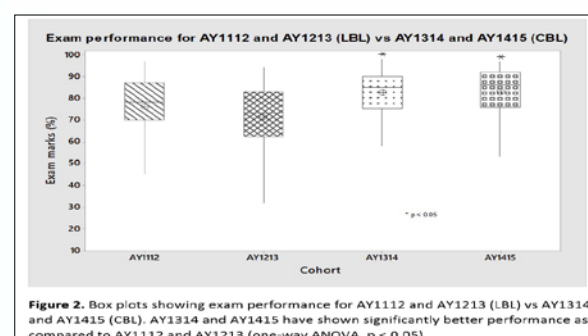 Exam performance for AY1112 and AY1213 (LBL) vs AY1314 and AY1415 (CBL)
100
90
80
70
60
50
40
30
20
10
Exam marks (%)
*
*
* p < 0.05
AY1112 AY1213 AY1314 AY1415
Cohort
Figure 2. Box plots showing exam performance for AY1112 and AY1213 (LBL) vs AY1314
and AY1415 (CBL). AY1314 and AY1415 have shown significantly better performance as
compared to AY1112 and AY1213 (one-way ANOVA, p < 0.05)